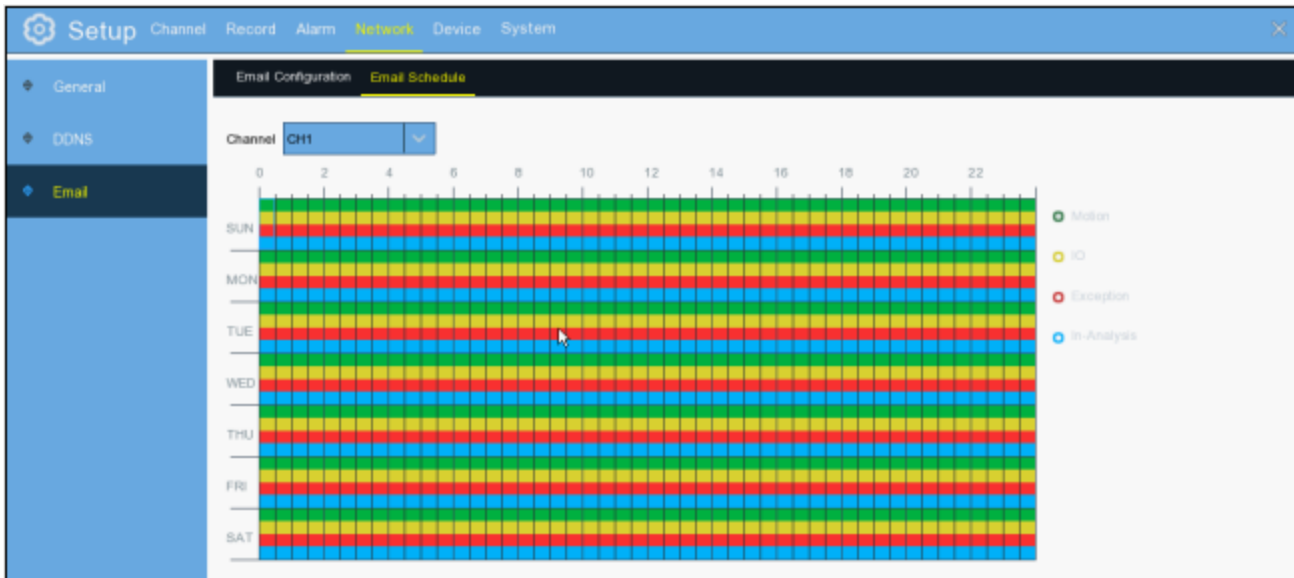 Setup Channel Record Alarm Network Device System
General
DDNS
Email
Email Configuration Email Schedule
Channel CH1
0 2 4 6 8 10 12 14 16 18 20 22
SUN
MON
TUE
WED
THU
FRI
SAT
Motion
IO
Exception
In-Analysis